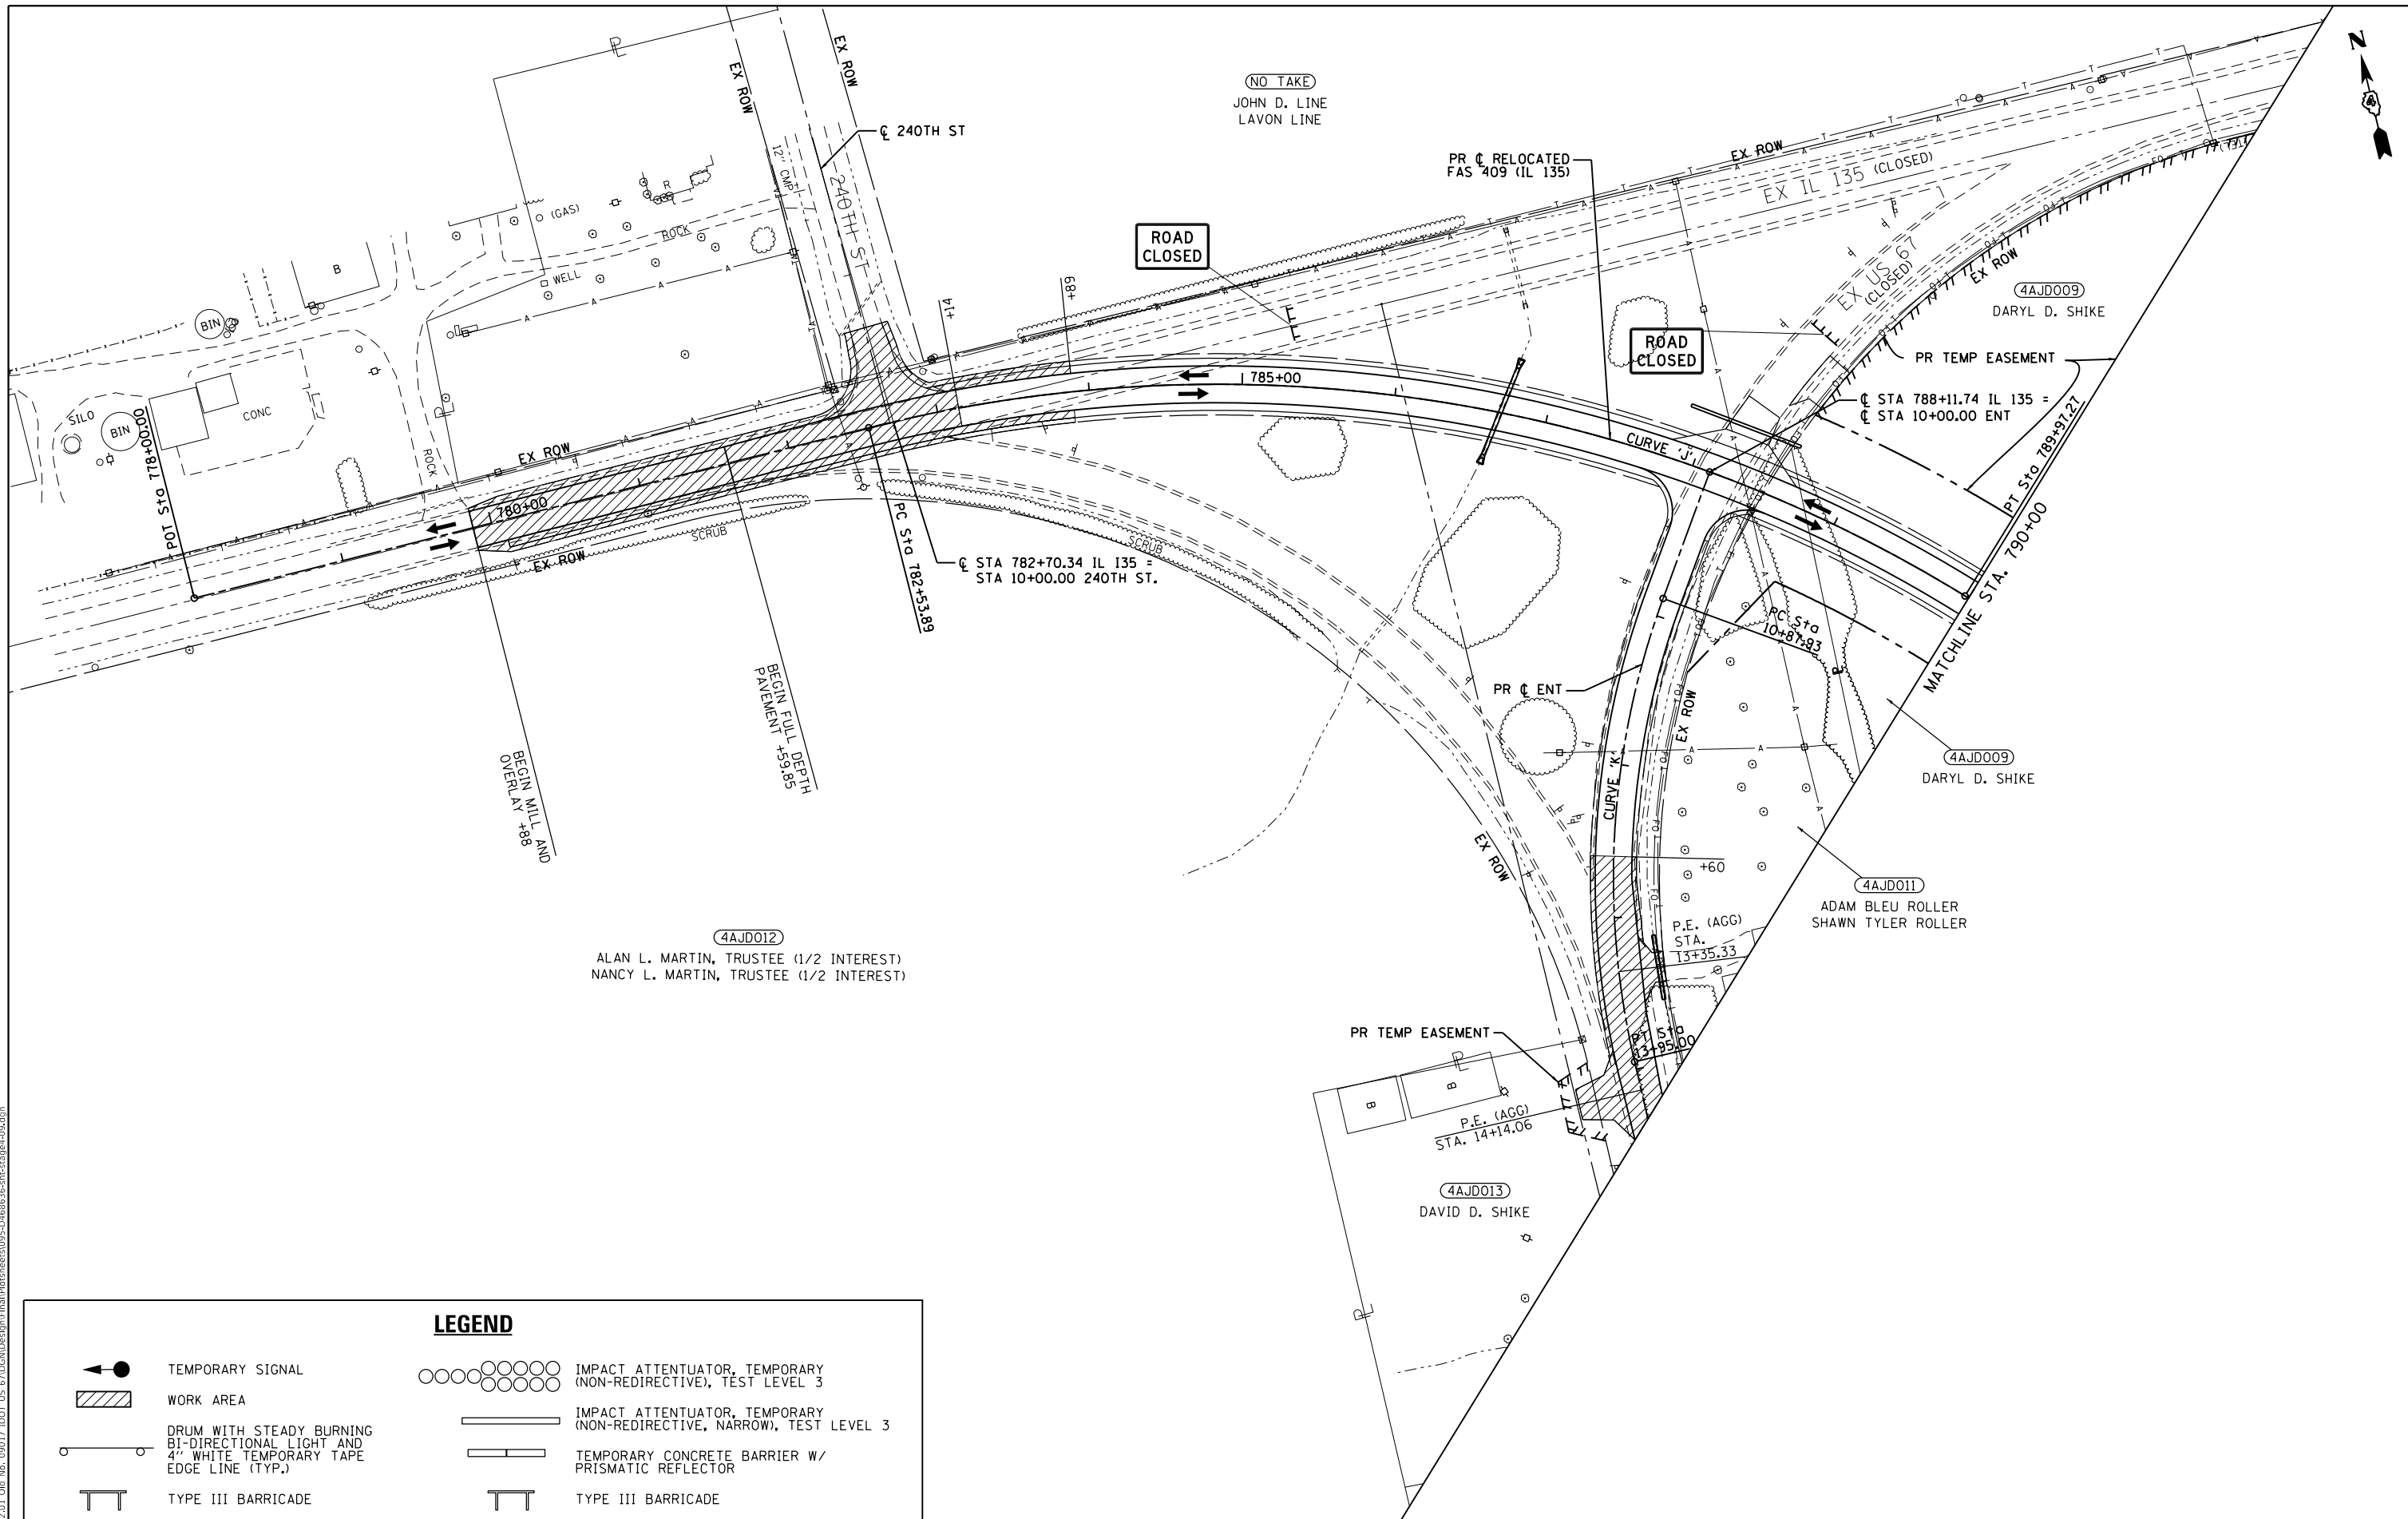 EX ROW
EX ROW
℄ 240TH ST
12" CMP
240TH ST
NO TAKE
JOHN D. LINE
LAVON LINE
PR ℄ RELOCATED
FAS 409 (IL 135)
EX ROW
EX IL 135 (CLOSED)
N
4
ROAD
CLOSED
EX US 67
(CLOSED)
EX ROW
4AJD009
DARYL D. SHIKE
ROAD
CLOSED
PR TEMP EASEMENT
℄ STA 788+11.74 IL 135 =
℄ STA 10+00.00 ENT
PT Sta 789+97.27
MATCHLINE STA. 790+00
R
(GAS)
ROCK
WELL
B
BIN
SILO
BIN
CONC
ROCK
POT Sta 778+00.00
EX ROW
780+00
EX ROW
SCRUB
+14
+89
785+00
CURVE 'J'
PC Sta 782+53.89
℄ STA 782+70.34 IL 135 =
STA 10+00.00 240TH ST.
SCRUB
PC Sta
10+87.93
BEGIN FULL DEPTH
PAVEMENT +59.85
BEGIN MILL AND
OVERLAY +88
PR ℄ ENT
EX ROW
CURVE 'K'
4AJD009
DARYL D. SHIKE
EX ROW
+60
4AJD011
ADAM BLEU ROLLER
SHAWN TYLER ROLLER
P.E. (AGG)
STA.
13+35.33
4AJD012
ALAN L. MARTIN, TRUSTEE (1/2 INTEREST)
NANCY L. MARTIN, TRUSTEE (1/2 INTEREST)
PR TEMP EASEMENT
PT Sta
13+95.00
B
B
P.E. (AGG)
STA. 14+14.06
4AJD013
DAVID D. SHIKE
LEGEND
TEMPORARY SIGNAL
WORK AREA
DRUM WITH STEADY BURNING
BI-DIRECTIONAL LIGHT AND
4" WHITE TEMPORARY TAPE
EDGE LINE (TYP.)
TYPE III BARRICADE
IMPACT ATTENTUATOR, TEMPORARY
(NON-REDIRECTIVE), TEST LEVEL 3
IMPACT ATTENTUATOR, TEMPORARY
(NON-REDIRECTIVE, NARROW), TEST LEVEL 3
TEMPORARY CONCRETE BARRIER W/
PRISMATIC REFLECTOR
TYPE III BARRICADE